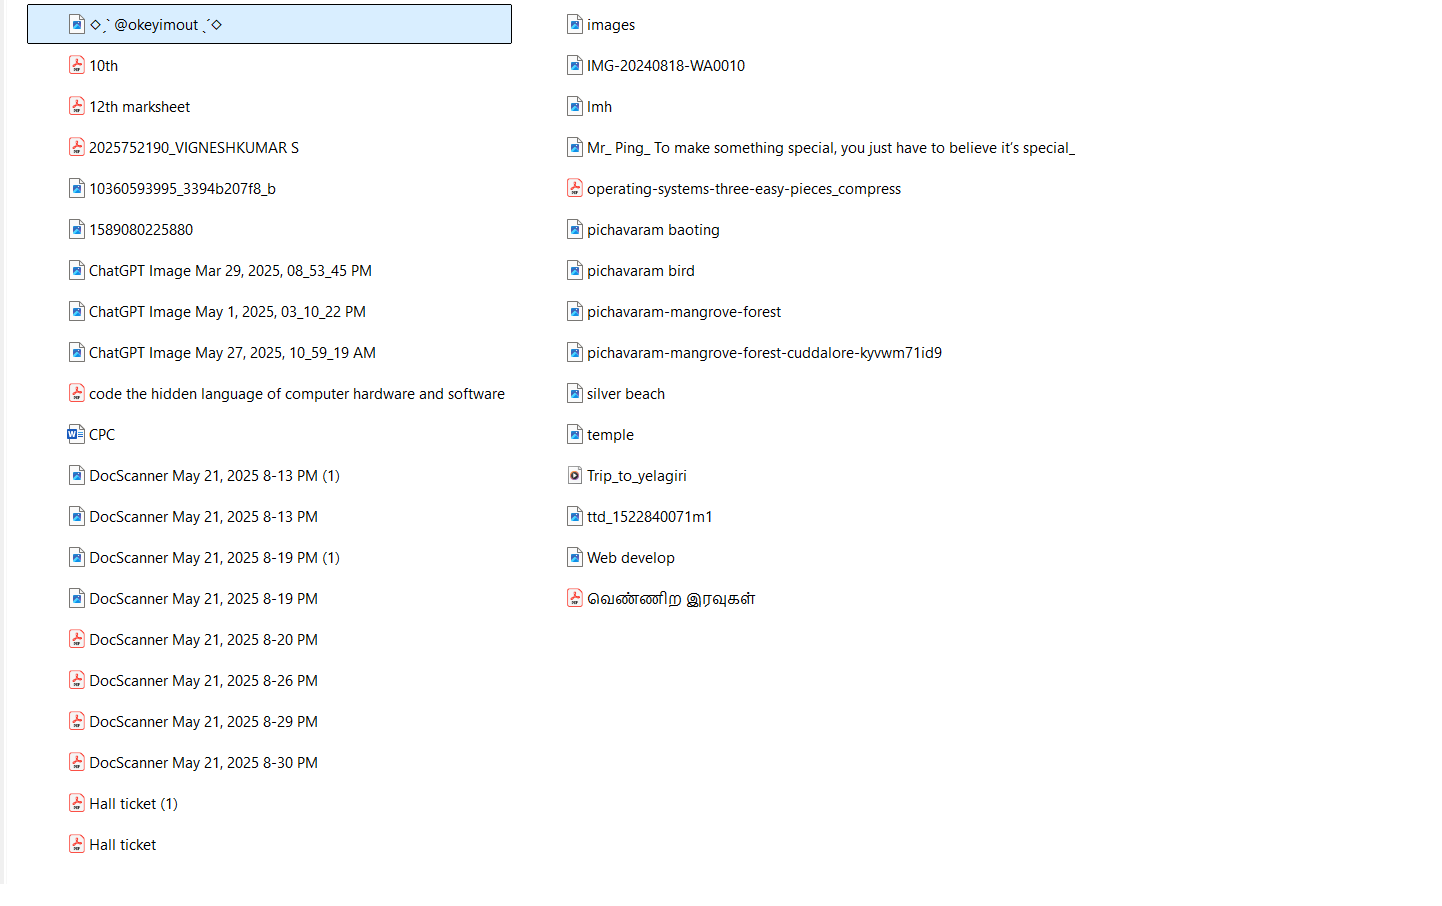 ◇ˏˋ @okeyimout ˎˊ◇
10th
12th marksheet
2025752190_VIGNESHKUMAR S
10360593995_3394b207f8_b
1589080225880
ChatGPT Image Mar 29, 2025, 08_53_45 PM
ChatGPT Image May 1, 2025, 03_10_22 PM
ChatGPT Image May 27, 2025, 10_59_19 AM
code the hidden language of computer hardware and software
CPC
DocScanner May 21, 2025 8-13 PM (1)
DocScanner May 21, 2025 8-13 PM
DocScanner May 21, 2025 8-19 PM (1)
DocScanner May 21, 2025 8-19 PM
DocScanner May 21, 2025 8-20 PM
DocScanner May 21, 2025 8-26 PM
DocScanner May 21, 2025 8-29 PM
DocScanner May 21, 2025 8-30 PM
Hall ticket (1)
Hall ticket
images
IMG-20240818-WA0010
lmh
Mr_ Ping_ To make something special, you just have to believe it’s special_
operating-systems-three-easy-pieces_compress
pichavaram baoting
pichavaram bird
pichavaram-mangrove-forest
pichavaram-mangrove-forest-cuddalore-kyvwm71id9
silver beach
temple
Trip_to_yelagiri
ttd_1522840071m1
Web develop
வெண்ணிற இரவுகள்